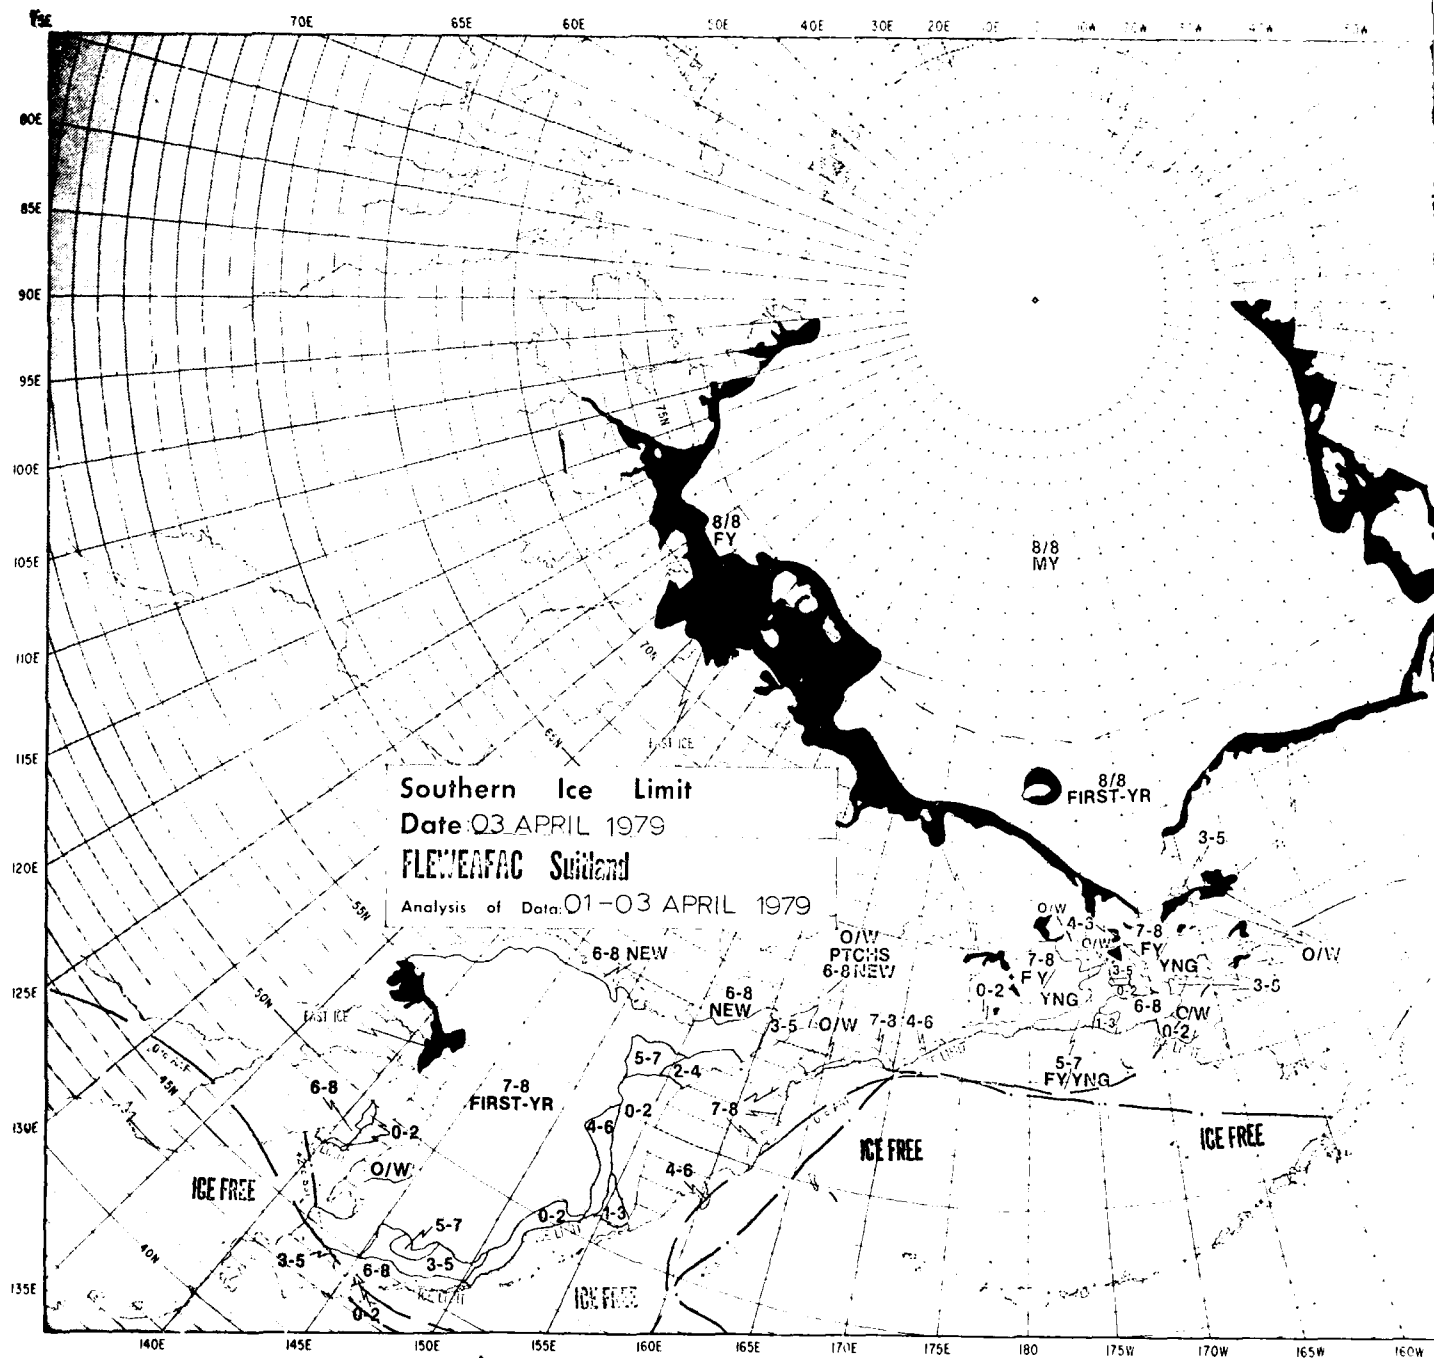 70E 65E 60E 50E 40E 30E 20E
80E
85E
90E
95E
75N
100E
8/8
FY
8/8
MY
105E
110E
70N
65N
115E
8/8
FIRST-YR
Southern Ice Limit
Date: 03 APRIL 1979
FLEWEAFAC Suitland
Analysis of Data: 01-03 APRIL 1979
3-5
120E
55N
O/W
4-3
O/W
7-8
FY
YNG
O/W
PTCHS
6-8 NEW
6-8 NEW
7-8
FY
YNG
O/W
3-5
0-2
3-5
0-2
125E
50N
FAST ICE
6-8
NEW
3-5
O/W
7-3
4-6
1-3
6-8
O/W
0-2
45N
5-7
2-4
5-7
FY/YNG
6-8
7-8
FIRST-YR
0-2
7-8
4-6
130E
0-2
ICE FREE
ICE FREE
O/W
4-6
ICE FREE
0-2
1-3
5-7
40N
3-5
3-5
6-8
ICE LIMIT
135E
ICE FREE
0-2
140E 145E 150E 155E 160E 165E 170E 175E 180 175W 170W 165W 160W